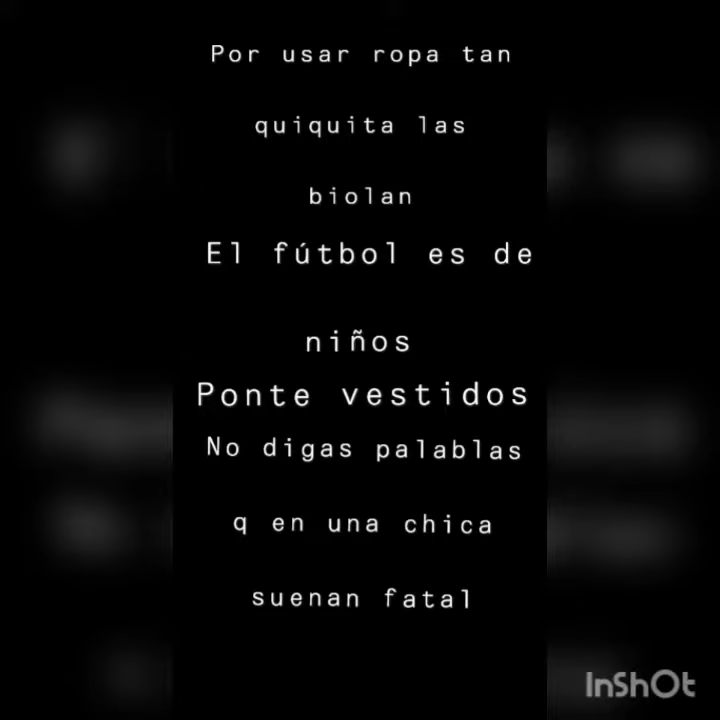 Por usar ropa tan
quiquita las
biolan
El fútbol es de
niños
Ponte vestidos
No digas palablas
q en una chica
suenan fatal
InShOt